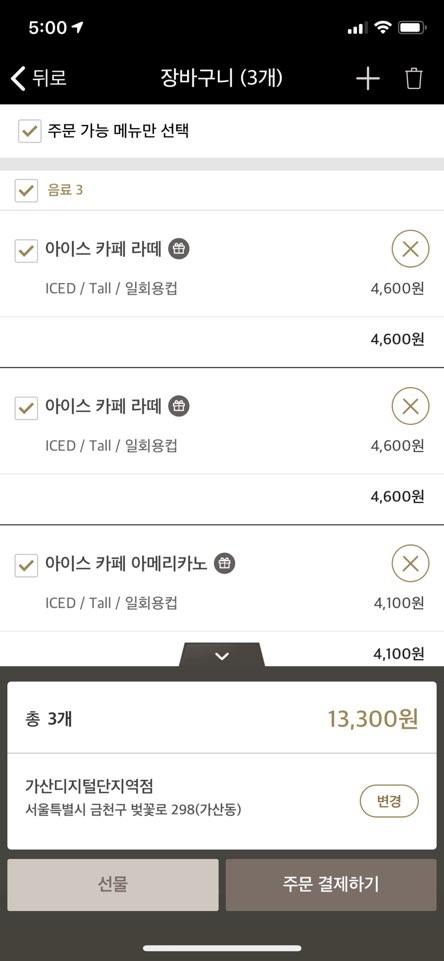 5:00
뒤로 장바구니 (3개)
주문 가능 메뉴만 선택
음료 3
아이스 카페 라떼
ICED / Tall / 일회용컵 4,600원
4,600원
아이스 카페 라떼
ICED / Tall / 일회용컵 4,600원
4,600원
아이스 카페 아메리카노
ICED / Tall / 일회용컵 4,100원
4,100원
총 3개 13,300원
가산디지털단지역점
서울특별시 금천구 벚꽃로 298(가산동)
변경
선물 주문 결제하기